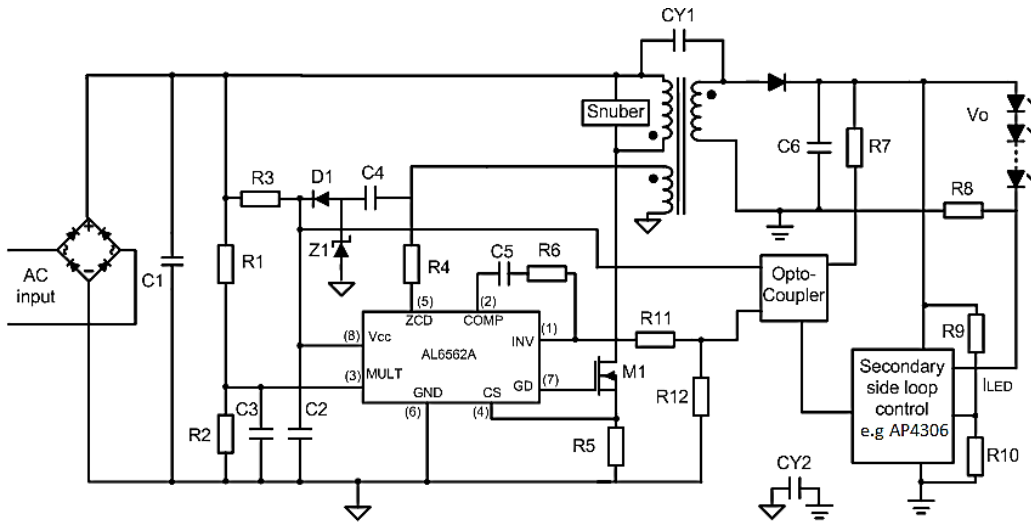 CY1
Snuber
Vo
C6
R7
R3
D1
C4
R8
Z1
R4
C5
R6
AC
input
C1
R1
Opto-
Coupler
(5)
(2)
ZCD
COMP
R11
R9
(8)
Vcc
AL6562A
(1)
INV
(3)
MULT
M1
Secondary
side loop
control
e.g AP4306
ILED
GND
CS
GD
(7)
C3
C2
(6)
(4)
R12
R2
R5
R10
CY2